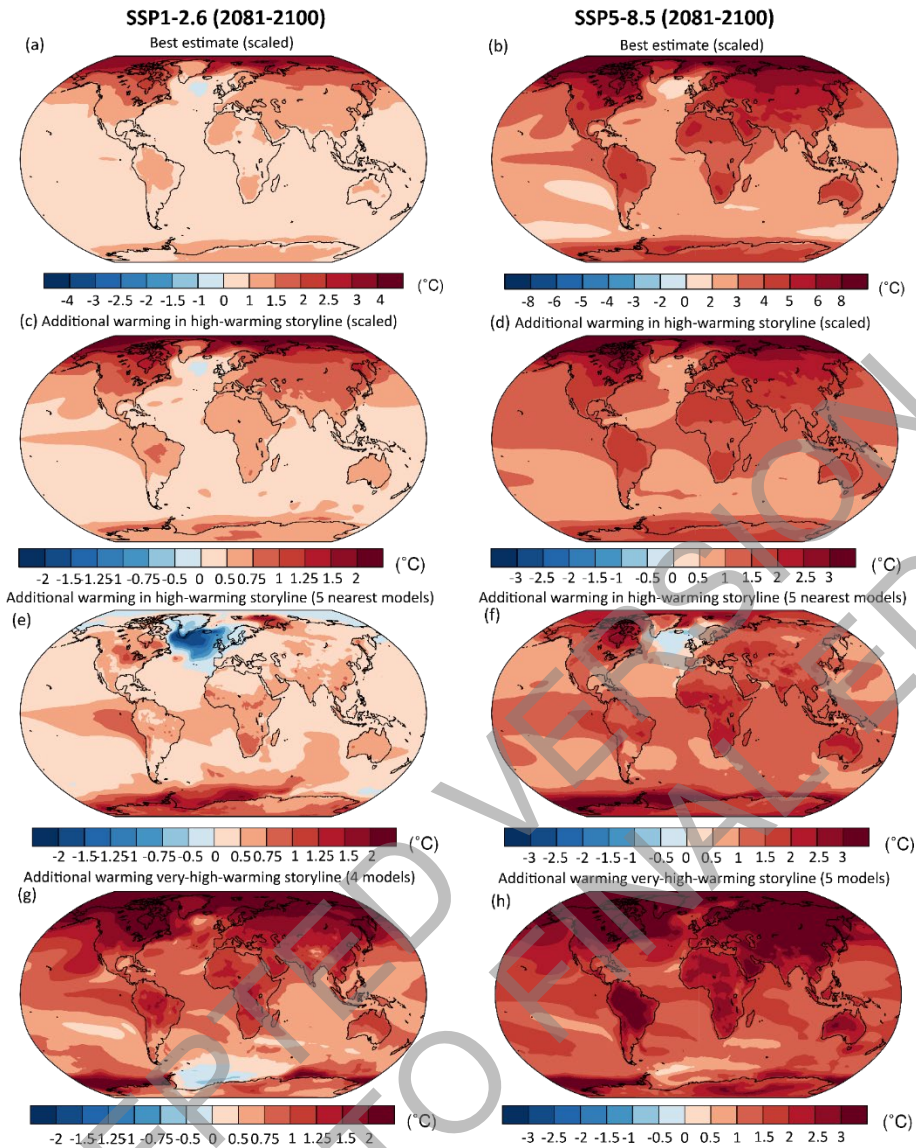 SSP1-2.6 (2081-2100) SSP5-8.5 (2081-2100)
(a) Best estimate (scaled) (b) Best estimate (scaled)
-4 -3 -2.5 -2 -1.5 -1 0 1 1.5 2 2.5 3 4 (°C) -8 -6 -5 -4 -3 -2 0 2 3 4 5 6 8 (°C)
(c) Additional warming in high-warming storyline (scaled) (d) Additional warming in high-warming storyline (scaled)
-2 -1.5-1.251 -1 -0.75 -0.5 0 0.5 0.75 1 1.25 1.5 2 (°C) -3 -2.5 -2 -1.5 -1 -0.5 0 0.5 1 1.5 2 2.5 3 (°C)
Additional warming in high-warming storyline (5 nearest models) Additional warming in high-warming storyline (5 nearest models)
(e) (f)
-2 -1.5-1.251 -0.75 -0.5 0 0.5 0.75 1 1.25 1.5 2 (°C) -3 -2.5 -2 -1.5 -1 -0.5 0 0.5 1 1.5 2 2.5 3 (°C)
Additional warming very-high-warming storyline (4 models) Additional warming very-high-warming storyline (5 models)
(g) (h)
-2 -1.5-1.251 -0.75 -0.5 0 0.5 0.75 1 1.25 1.5 2 (°C) -3 -2.5 -2 -1.5 -1 -0.5 0 0.5 1 1.5 2 2.5 3 (°C)
EPTED VERSION
TO FINAL ED